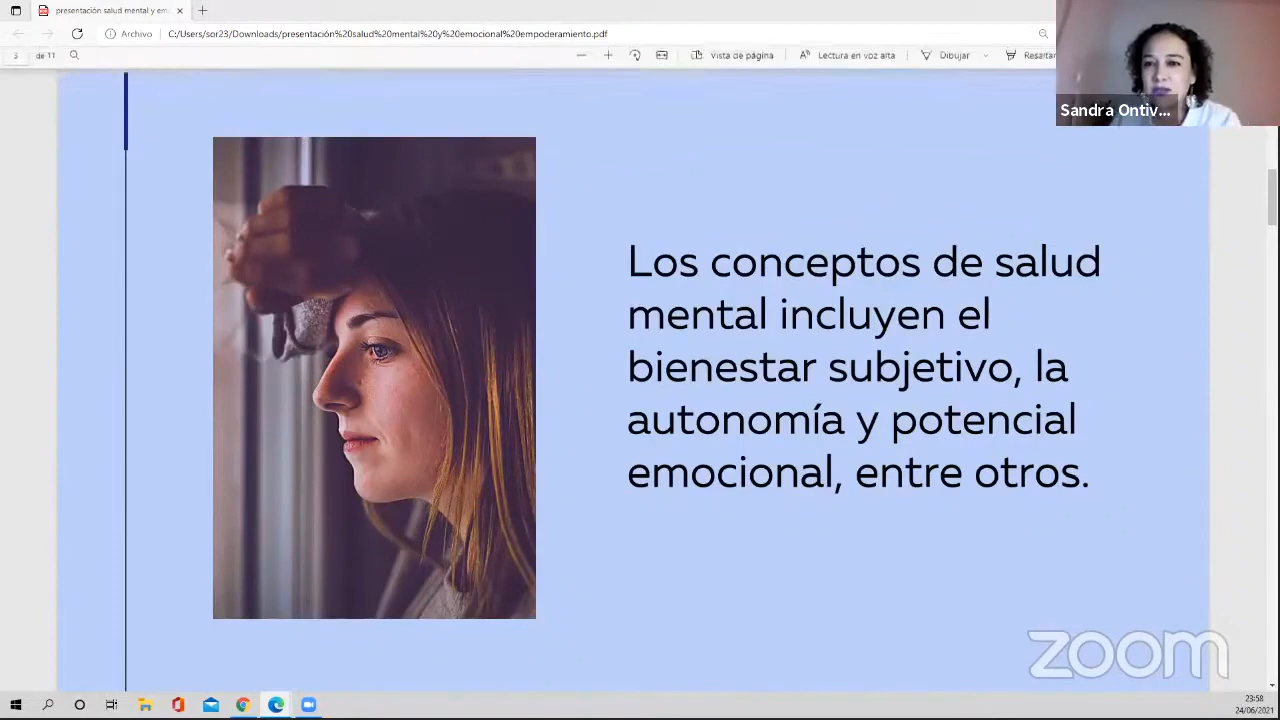 presentación salud mental y em
Archivo
C:/Users/sor23/Downloads/presentación%20salud%20mental%20y%20emocional%20empoderamiento.pdf
3 de 11
Vista de página
Lectura en voz alta
Dibujar
Resaltar
Sandra Ontiv...
Los conceptos de salud
mental incluyen el
bienestar subjetivo, la
autonomía y potencial
emocional, entre otros.
zoom
23:58
24/06/2021